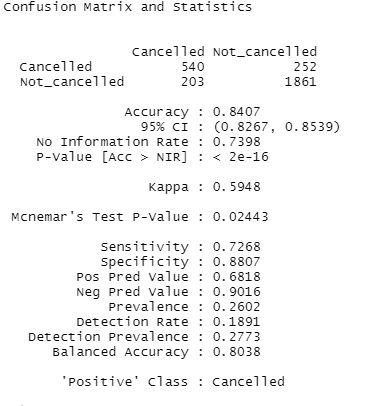 Confusion Matrix and Statistics
Cancelled Not_cancelled
Cancelled 540 252
Not_cancelled 203 1861
Accuracy : 0.8407
95% CI : (0.8267, 0.8539)
No Information Rate : 0.7398
P-Value [Acc > NIR] : < 2e-16
Kappa : 0.5948
Mcnemar's Test P-Value : 0.02443
Sensitivity : 0.7268
Specificity : 0.8807
Pos Pred Value : 0.6818
Neg Pred Value : 0.9016
Prevalence : 0.2602
Detection Rate : 0.1891
Detection Prevalence : 0.2773
Balanced Accuracy : 0.8038
'Positive' Class : Cancelled